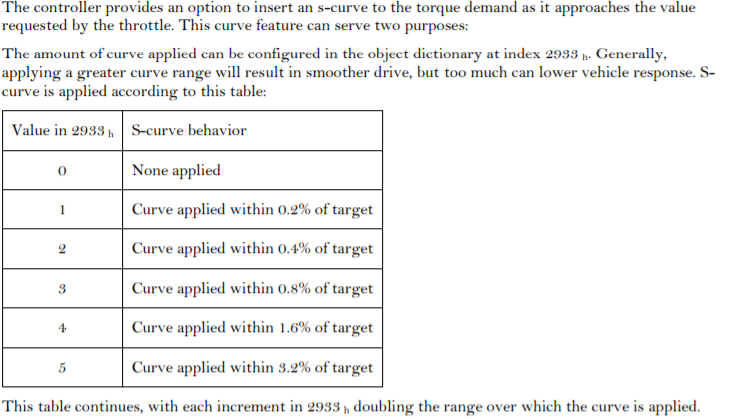 The controller provides an option to insert an s-curve to the torque demand as it approaches the value
requested by the throttle. This curve feature can serve two purposes:
The amount of curve applied can be configured in the object dictionary at index 2933 h. Generally,
applying a greater curve range will result in smoother drive, but too much can lower vehicle response. S-
curve is applied according to this table:
Value in 2933 h S-curve behavior
0 None applied
1 Curve applied within 0.2% of target
2 Curve applied within 0.4% of target
3 Curve applied within 0.8% of target
4 Curve applied within 1.6% of target
5 Curve applied within 3.2% of target
This table continues, with each increment in 2933 h doubling the range over which the curve is applied.